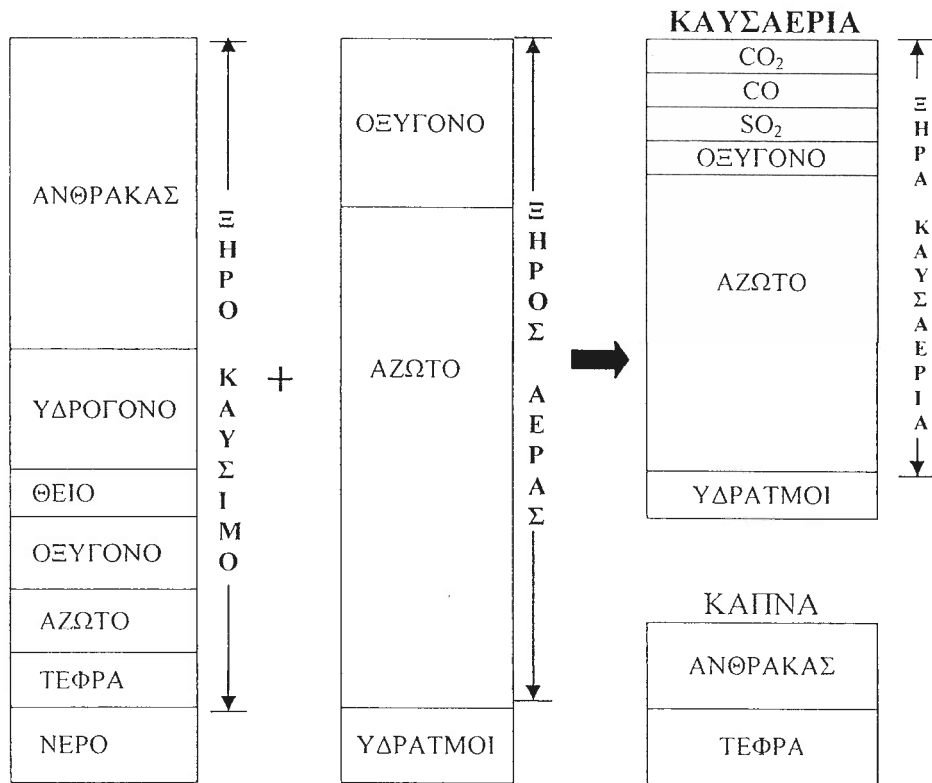 ΑΝΘΡΑΚΑΣ
ΥΔΡΟΓΟΝΟ
ΘΕΙΟ
ΟΞΥΓΟΝΟ
ΑΖΩΤΟ
ΤΕΦΡΑ
ΝΕΡΟ
ΞΗΡΟ ΚΑΥΣΙΜΟ
+
ΟΞΥΓΟΝΟ
ΑΖΩΤΟ
ΥΔΡΑΤΜΟΙ
ΞΗΡΟΣ ΑΕΡΑΣ
ΚΑΥΣΑΕΡΙΑ
CO₂
CO
SO₂
ΟΞΥΓΟΝΟ
ΑΖΩΤΟ
ΥΔΡΑΤΜΟΙ
ΞΗΡΑ ΚΑΥΣΑΕΡΙΑ
ΚΑΠΝΑ
ΑΝΘΡΑΚΑΣ
ΤΕΦΡΑ